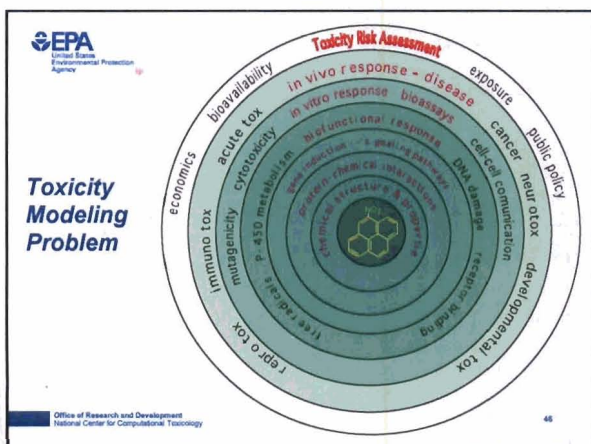 EPA
United States
Environmental Protection
Agency
Toxicity
Modeling
Problem
Toxicity Risk Assessment
economics
bioavailability
exposure
public policy
in vivo response - disease
acute tox
cancer
neurotox
immuno tox
repro tox
developmental tox
in vitro response
bioassays
cytotoxicity
mutagenicity
cell-cell comunication
biofunctional response
P-450 metabolism
DNA damage
free radicals
receptor binding
gene induction
signaling pathways
protein-chemical interactions
chemical structure &
Office of Research and Development
National Center for Computational Toxicology
46